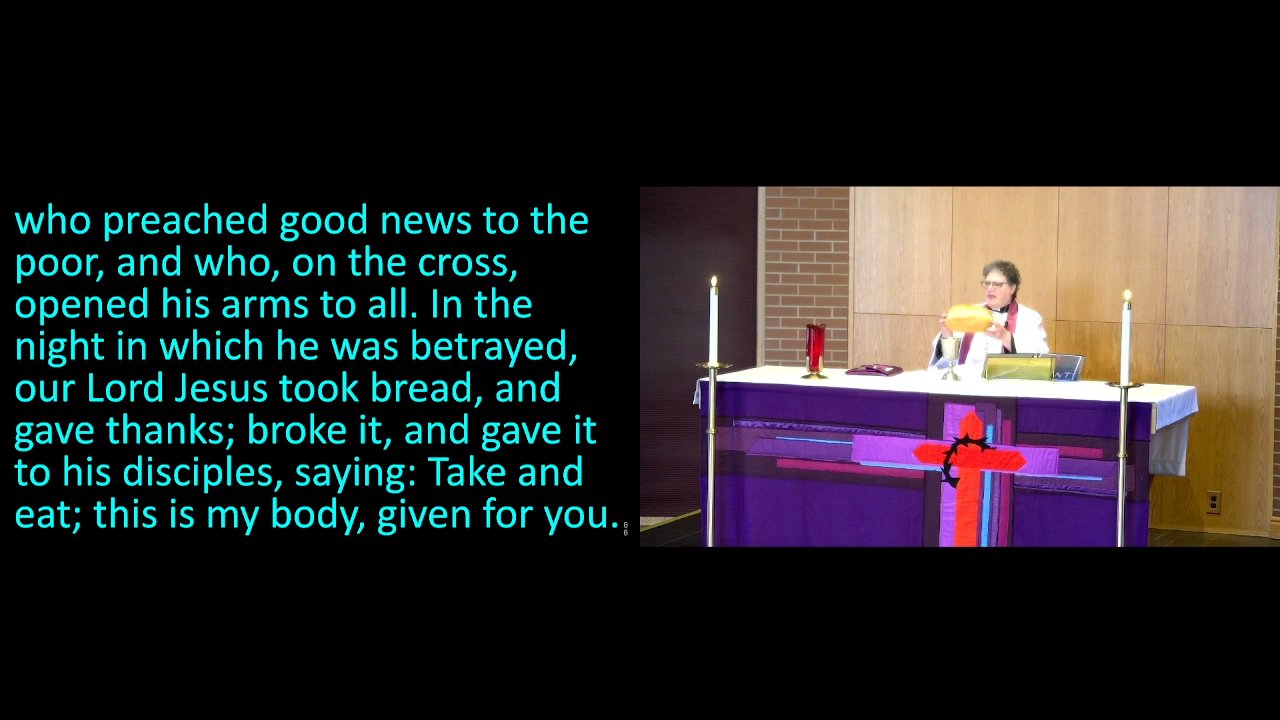 who preached good news to the
poor, and who, on the cross,
opened his arms to all. In the
night in which he was betrayed,
our Lord Jesus took bread, and
gave thanks; broke it, and gave it
to his disciples, saying: Take and
eat; this is my body, given for you.
6
6